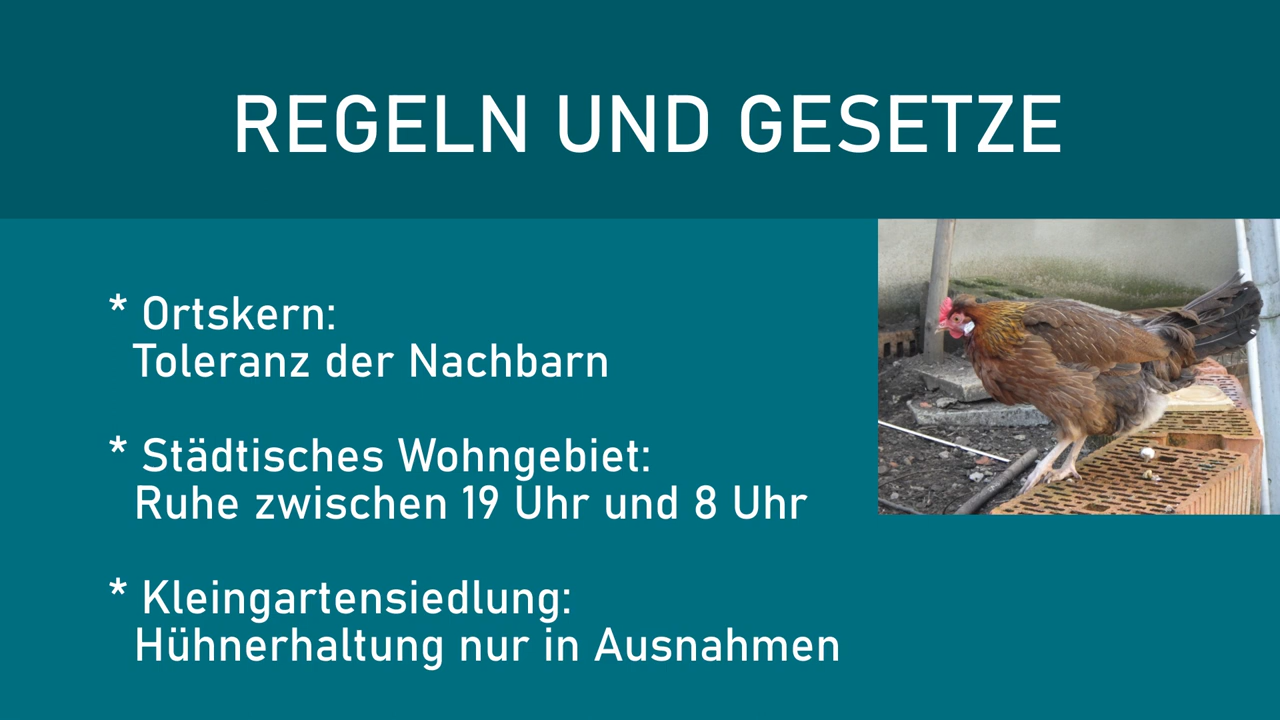 REGELN UND GESETZE
* Ortskern:
Toleranz der Nachbarn
* Städtisches Wohngebiet:
Ruhe zwischen 19 Uhr und 8 Uhr
* Kleingartensiedlung:
Hühnerhaltung nur in Ausnahmen